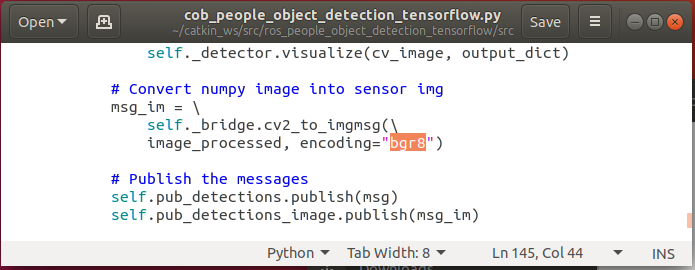 Open
cob_people_object_detection_tensorflow.py
~/catkin_ws/src/ros_people_object_detection_tensorflow/src
Save
self._detector.visualize(cv_image, output_dict)
# Convert numpy image into sensor img
msg_im = \
self._bridge.cv2_to_imgmsg(\
image_processed, encoding="bgr8")
# Publish the messages
self.pub_detections.publish(msg)
self.pub_detections_image.publish(msg_im)
Python Tab Width: 8 Ln 145, Col 44 INS